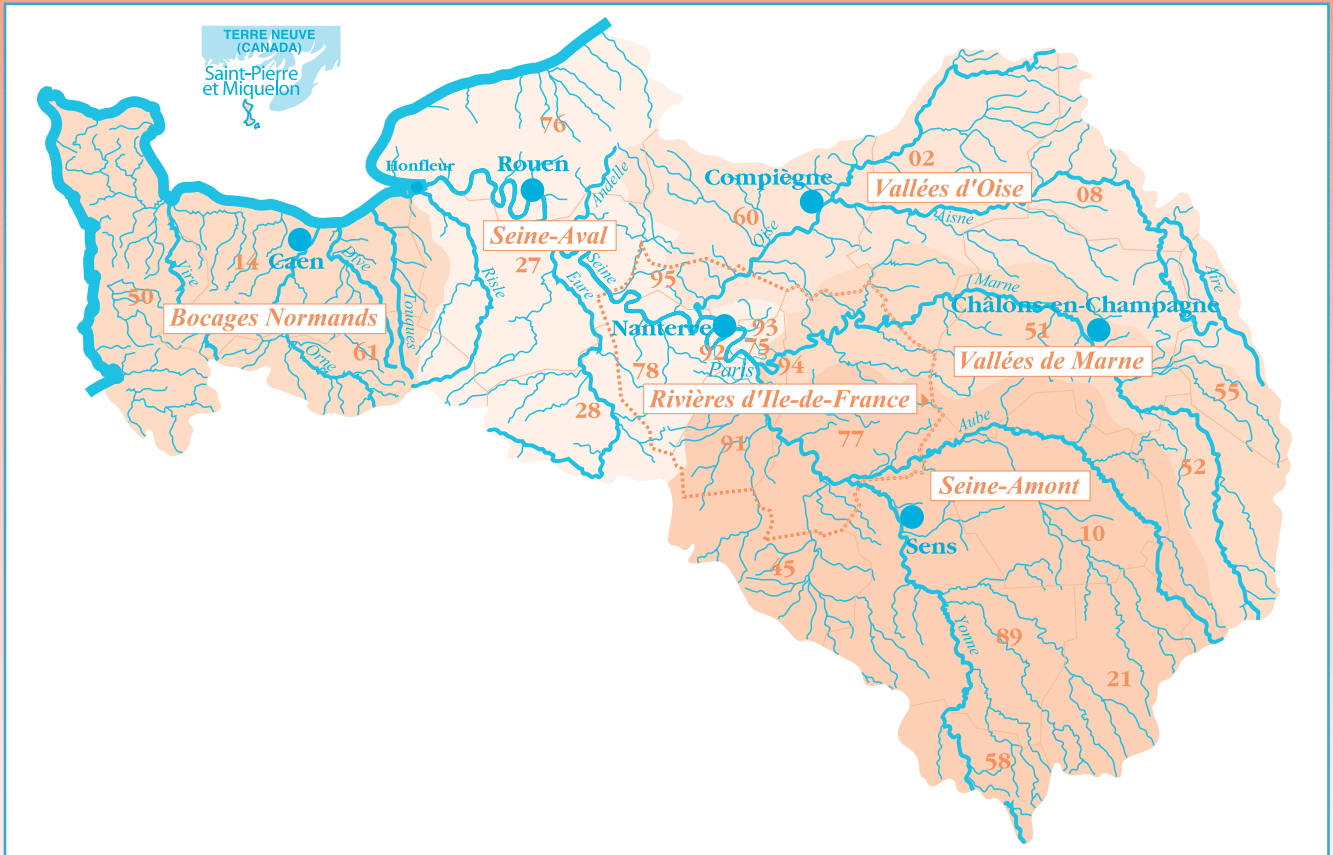 TERRE NEUVE
(CANADA)
Saint-Pierre
et Miquelon
76
Honfleur
Rouen
Andelle
Compiègne
02
Vallées d'Oise
08
60
Aisne
Oise
Seine-Aval
27
Seine
Eure
95
Risle
Aire
Vire
14
Caen
Dive
Touques
50
Bocages Normands
Orne
61
Marne
Châlons-en-Champagne
51
Nanterre
93
92
75
Paris
94
78
Vallées de Marne
Rivières d'Ile-de-France
55
28
91
77
Aube
52
Seine-Amont
Sens
10
45
Yonne
89
21
58